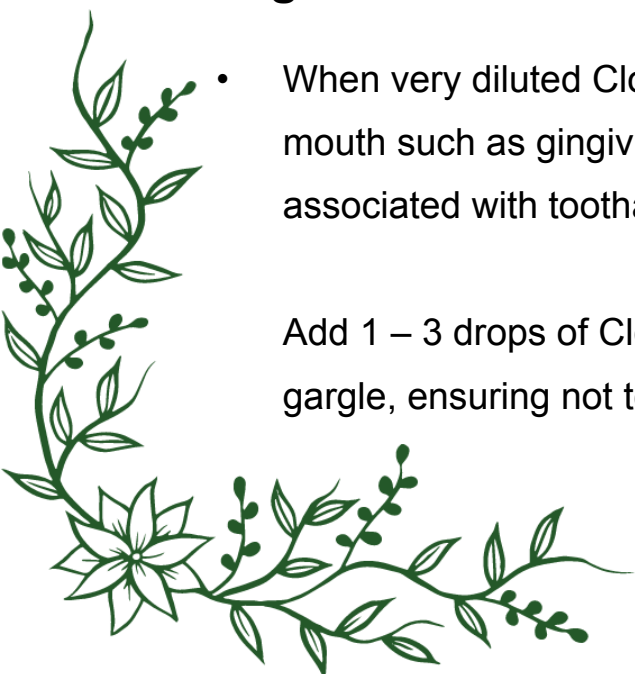 • When very diluted Clo
mouth such as gingiv
associated with tooth
Add 1 – 3 drops of Cl
gargle, ensuring not t